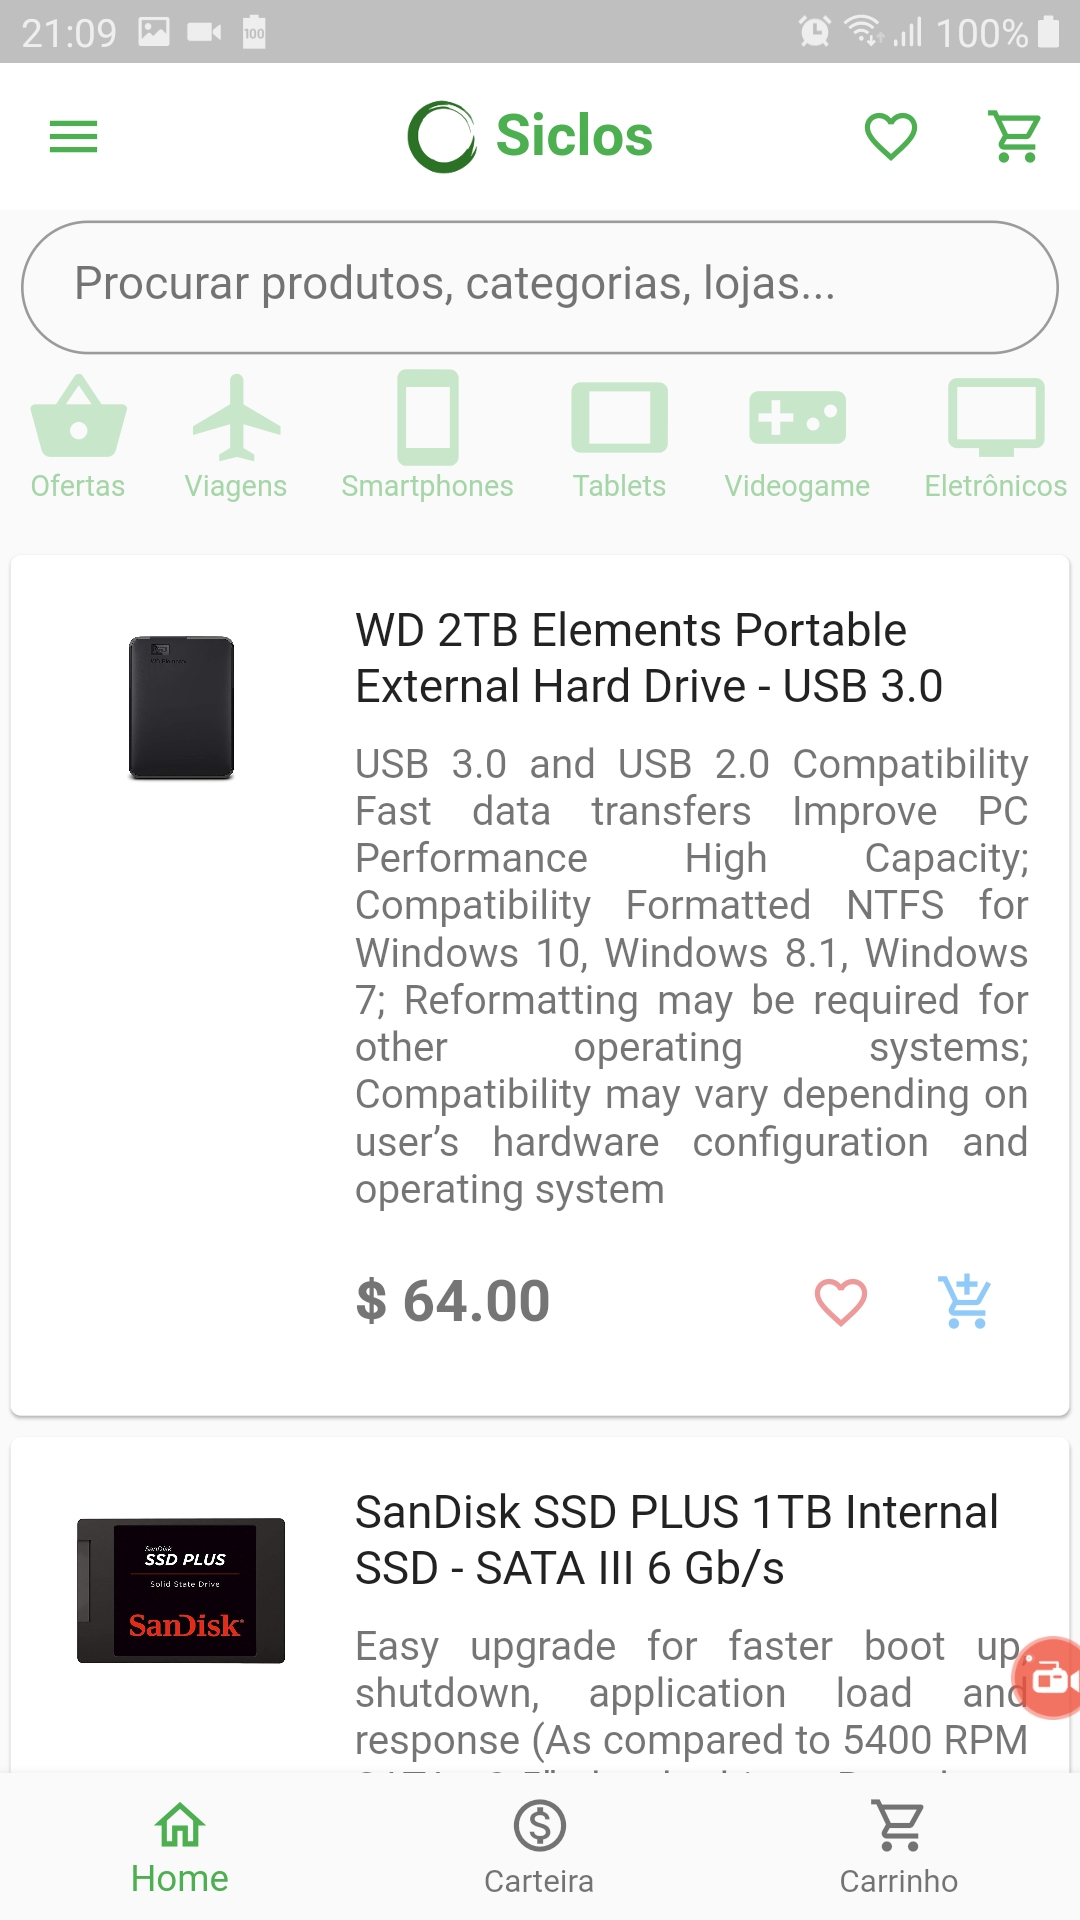 21:09
100
100%
Siclos
Procurar produtos, categorias, lojas...
Ofertas
Viagens
Smartphones
Tablets
Videogame
Eletrônicos
WD 2TB Elements Portable
External Hard Drive - USB 3.0
USB 3.0 and USB 2.0 Compatibility
Fast data transfers Improve PC
Performance High Capacity;
Compatibility Formatted NTFS for
Windows 10, Windows 8.1, Windows
7; Reformatting may be required for
other operating systems;
Compatibility may vary depending on
user’s hardware configuration and
operating system
$ 64.00
SanDisk
SSD PLUS
Solid State Drive
SanDisk
SanDisk SSD PLUS 1TB Internal
SSD - SATA III 6 Gb/s
Easy upgrade for faster boot up,
shutdown, application load and
response (As compared to 5400 RPM
Home
Carteira
Carrinho